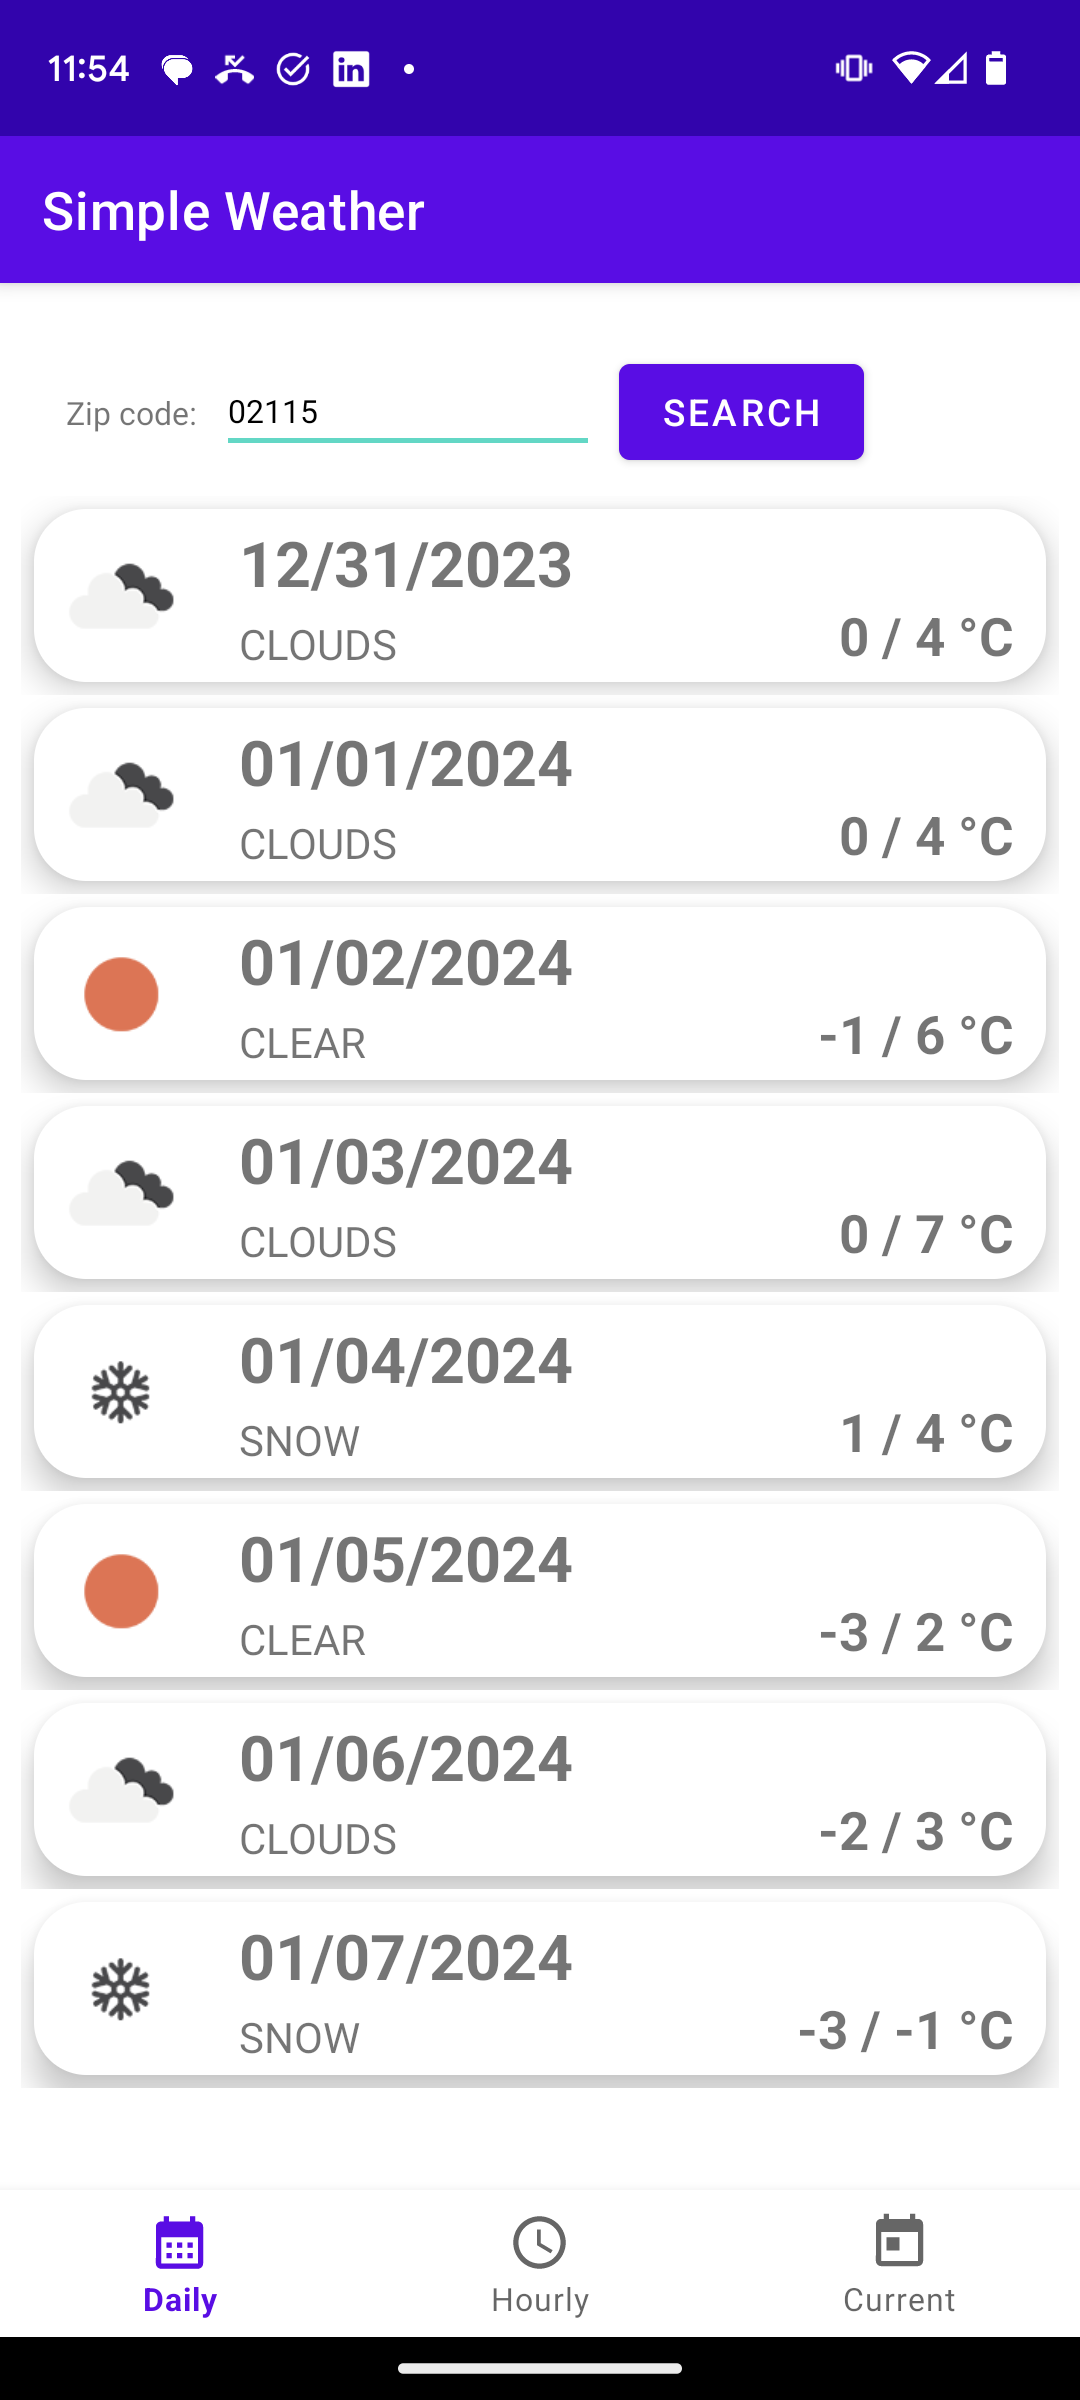 11:54 in
Simple Weather
Zip code: 02115 SEARCH
12/31/2023
CLOUDS 0 / 4 °C
01/01/2024
CLOUDS 0 / 4 °C
01/02/2024
CLEAR -1 / 6 °C
01/03/2024
CLOUDS 0 / 7 °C
01/04/2024
SNOW 1 / 4 °C
01/05/2024
CLEAR -3 / 2 °C
01/06/2024
CLOUDS -2 / 3 °C
01/07/2024
SNOW -3 / -1 °C
Daily Hourly Current